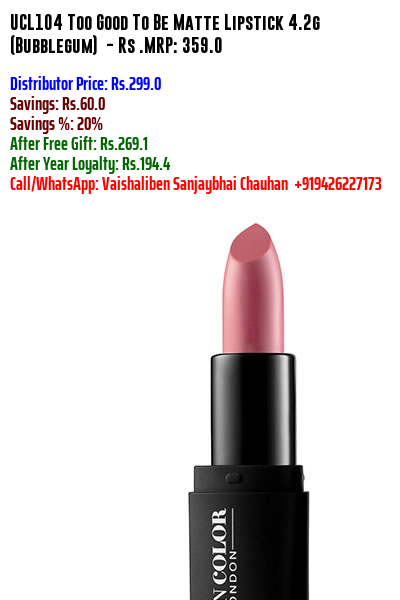 UCL104 Too Good To Be Matte Lipstick 4.2g
(Bubblegum)  - Rs .MRP: 359.0
Distributor Price: Rs.299.0
Savings: Rs.60.0
Savings %: 20%
After Free Gift: Rs.269.1
After Year Loyalty: Rs.194.4
Call/WhatsApp: Vaishaliben Sanjaybhai Chauhan  +919426227173
N COLOR
ONDON